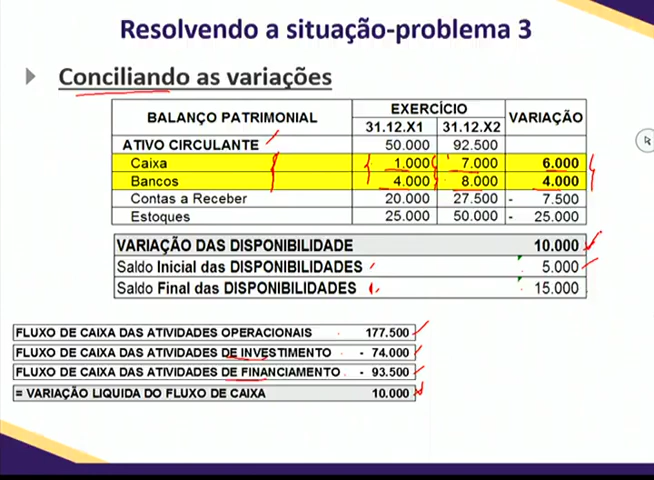 Resolvendo a situação-problema 3
Conciliando as variações
BALANÇO PATRIMONIAL EXERCÍCIO VARIAÇÃO
31.12.X1 31.12.X2
ATIVO CIRCULANTE 50.000 92.500
Caixa 1.000 7.000 6.000
Bancos 4.000 8.000 4.000
Contas a Receber 20.000 27.500 - 7.500
Estoques 25.000 50.000 - 25.000
VARIAÇÃO DAS DISPONIBILIDADE 10.000
Saldo Inicial das DISPONIBILIDADES 5.000
Saldo Final das DISPONIBILIDADES 15.000
FLUXO DE CAIXA DAS ATIVIDADES OPERACIONAIS 177.500
FLUXO DE CAIXA DAS ATIVIDADES DE INVESTIMENTO - 74.000
FLUXO DE CAIXA DAS ATIVIDADES DE FINANCIAMENTO - 93.500
= VARIAÇÃO LIQUIDA DO FLUXO DE CAIXA 10.000